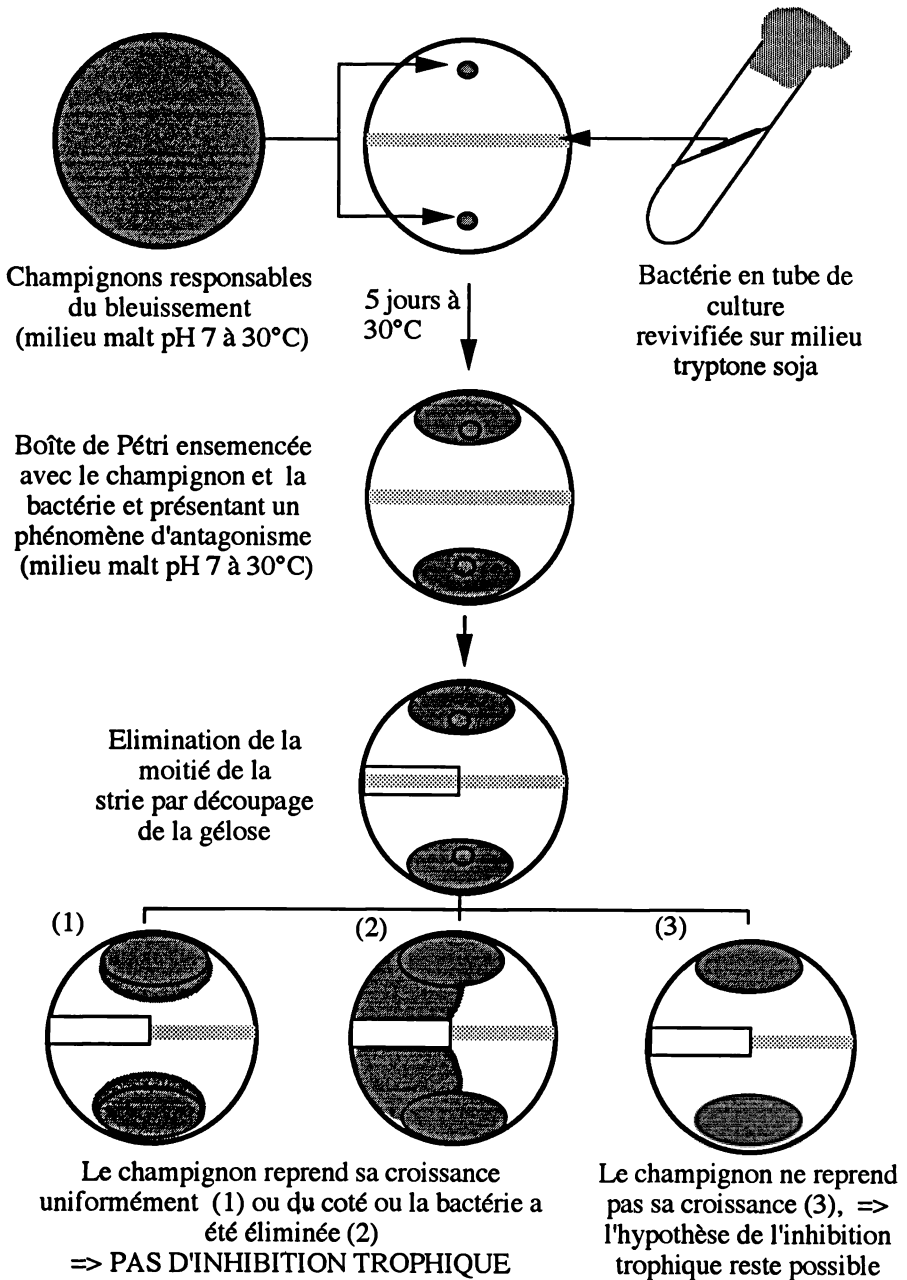 Champignons responsables
du bleuissement
(milieu malt pH 7 à 30°C)
5 jours à
30°C
Bactérie en tube de
culture
revivifiée sur milieu
tryptone soja
Boîte de Pétri ensemencée
avec le champignon et la
bactérie et présentant un
phénomène d'antagonisme
(milieu malt pH 7 à 30°C)
Elimination de la
moitié de la
strie par découpage
de la gélose
(1)
(2)
(3)
Le champignon reprend sa croissance
uniformément (1) ou du coté ou la bactérie a
été éliminée (2)
=> PAS D'INHIBITION TROPHIQUE
Le champignon ne reprend
pas sa croissance (3), =>
l'hypothèse de l'inhibition
trophique reste possible